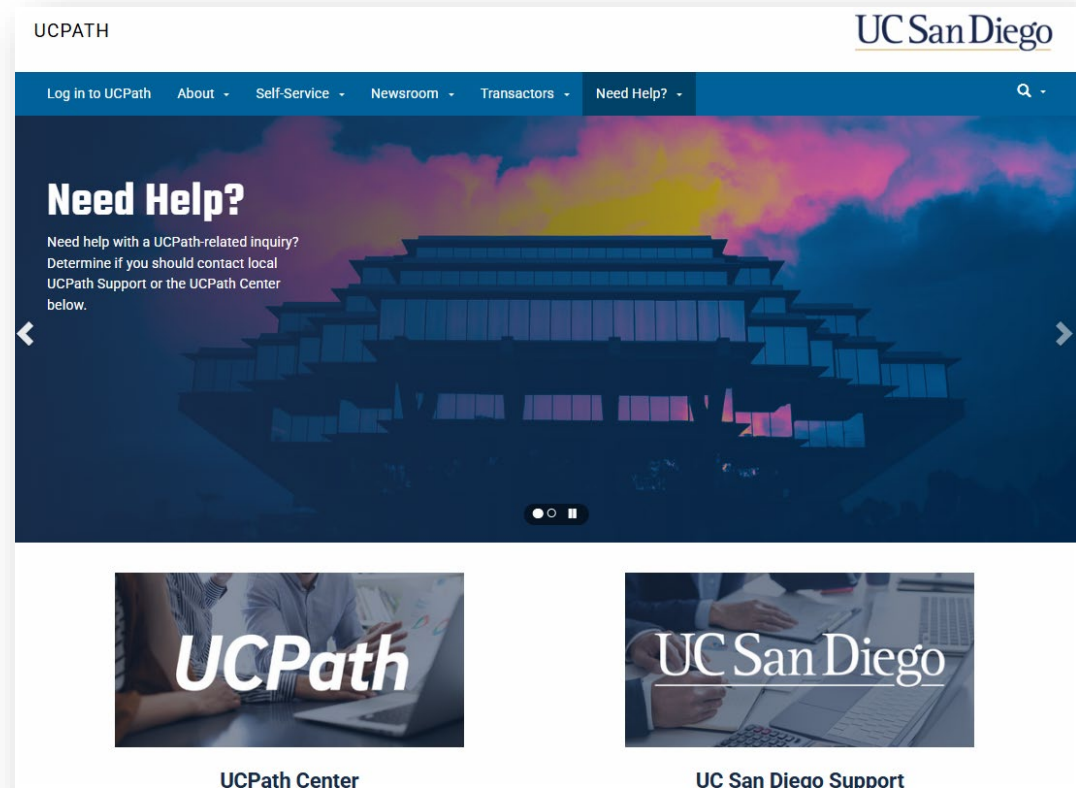 UCPATH
UC San Diego
Log in to UCPath About Self-Service Newsroom Transactors Need Help?
Need Help?
Need help with a UCPath-related inquiry?
Determine if you should contact local
UCPath Support or the UCPath Center
below.
UCPath
UC San Diego
UCPath Center
UC San Diego Support